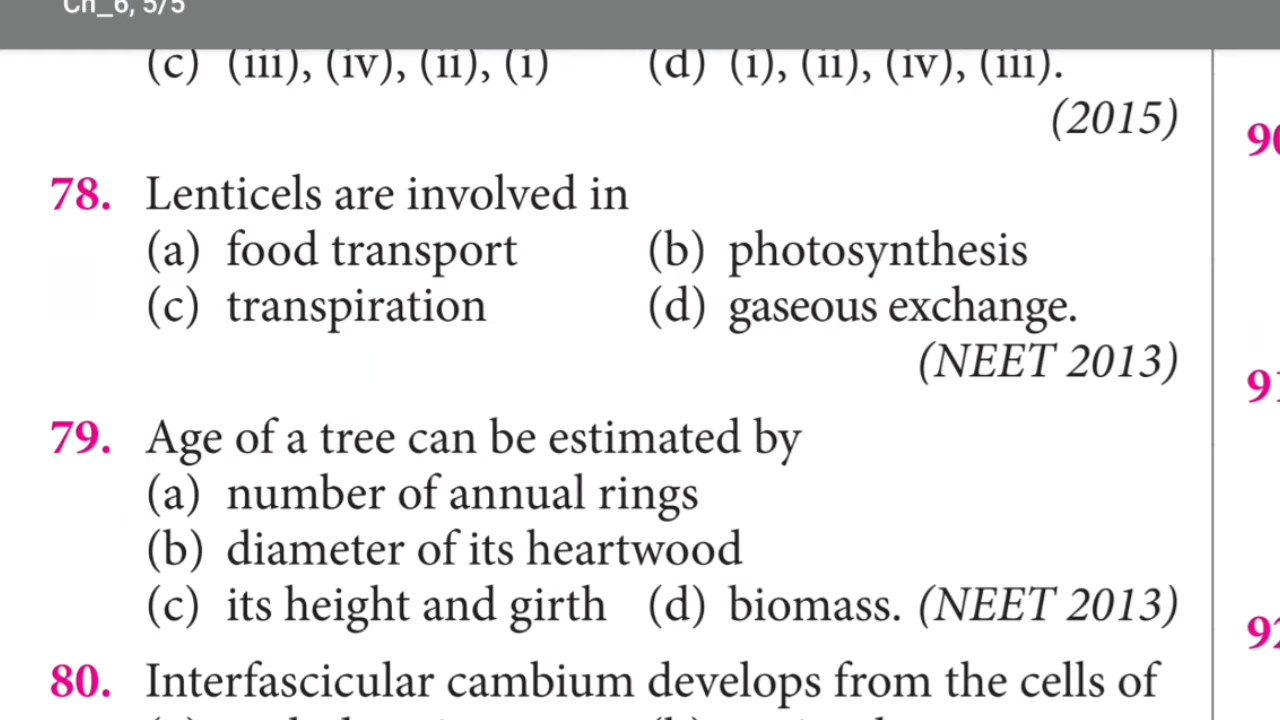 Ch_6, 5/5
(c) (iii), (iv), (ii), (i) (d) (i), (ii), (iv), (iii).
(2015)
78. Lenticels are involved in
(a) food transport (b) photosynthesis
(c) transpiration (d) gaseous exchange.
(NEET 2013)
79. Age of a tree can be estimated by
(a) number of annual rings
(b) diameter of its heartwood
(c) its height and girth (d) biomass. (NEET 2013)
80. Interfascicular cambium develops from the cells of